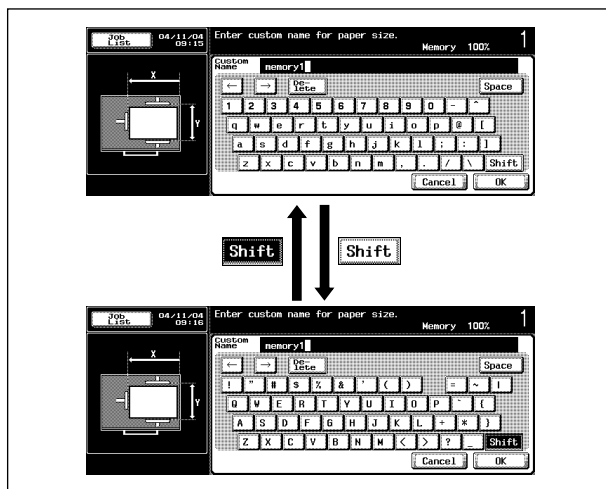 Job List 04/11/04 09:15
Enter custom name for paper size.
Memory 100% 1
Custom Name memory1
X
Y
← → De-lete Space
1 2 3 4 5 6 7 8 9 0 - ^
q w e r t y u i o p @ [
a s d f g h j k l ; : ]
z x c v b n m , . / \ Shift
Cancel OK
Shift Shift
Job List 04/11/04 09:16
Enter custom name for paper size.
Memory 100% 1
Custom Name memory1
X
Y
← → De-lete Space
! " # $ % & ' ( ) = ~ |
Q W E R T Y U I O P ` {
A S D F G H J K L + * }
Z X C V B N M < > ? _ Shift
Cancel OK